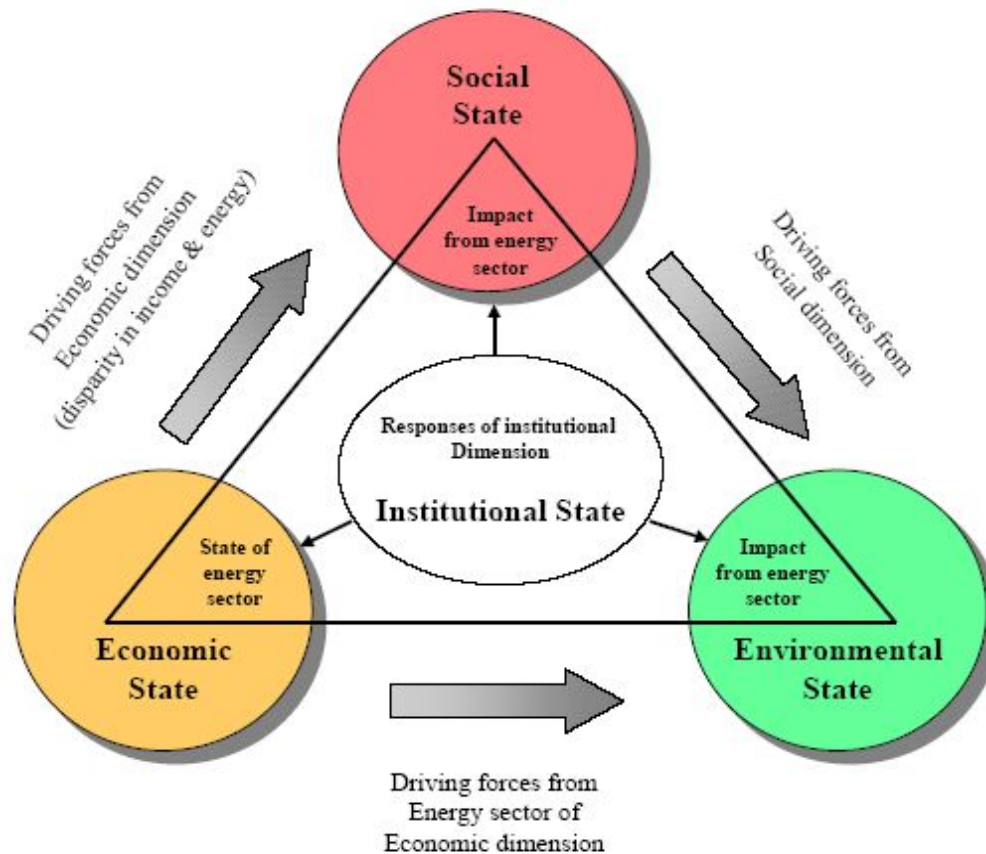 Social
State
Impact
from energy
sector
Driving forces from
Economic dimension
(disparity in income & energy)
Driving forces from
Social dimension
Responses of institutional
Dimension
Institutional State
State of
energy
sector
Economic
State
Impact
from energy
sector
Environmental
State
Driving forces from
Energy sector of
Economic dimension